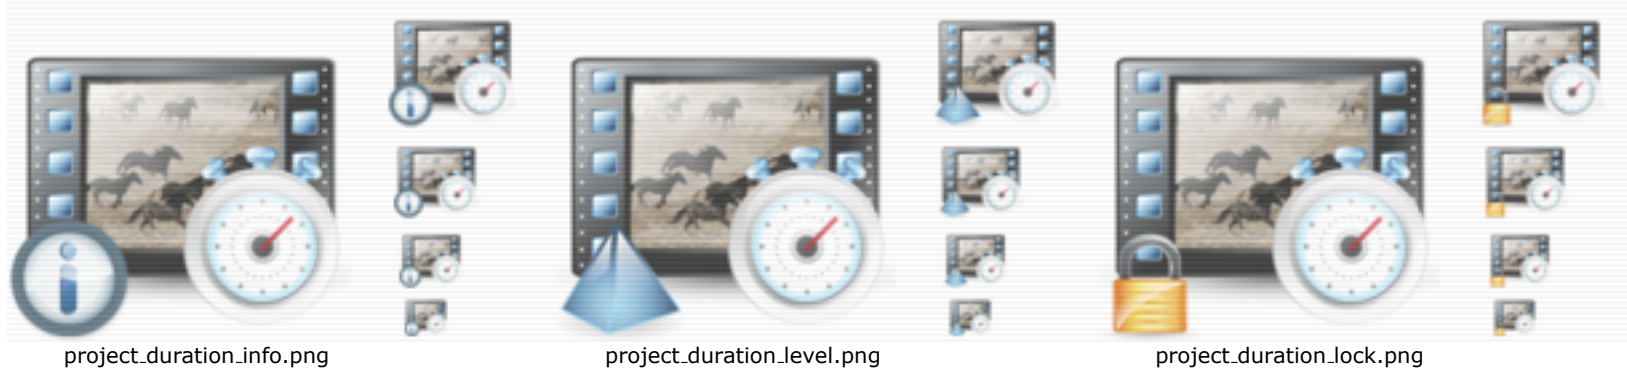 project_duration_info.png
project_duration_level.png
project_duration_lock.png